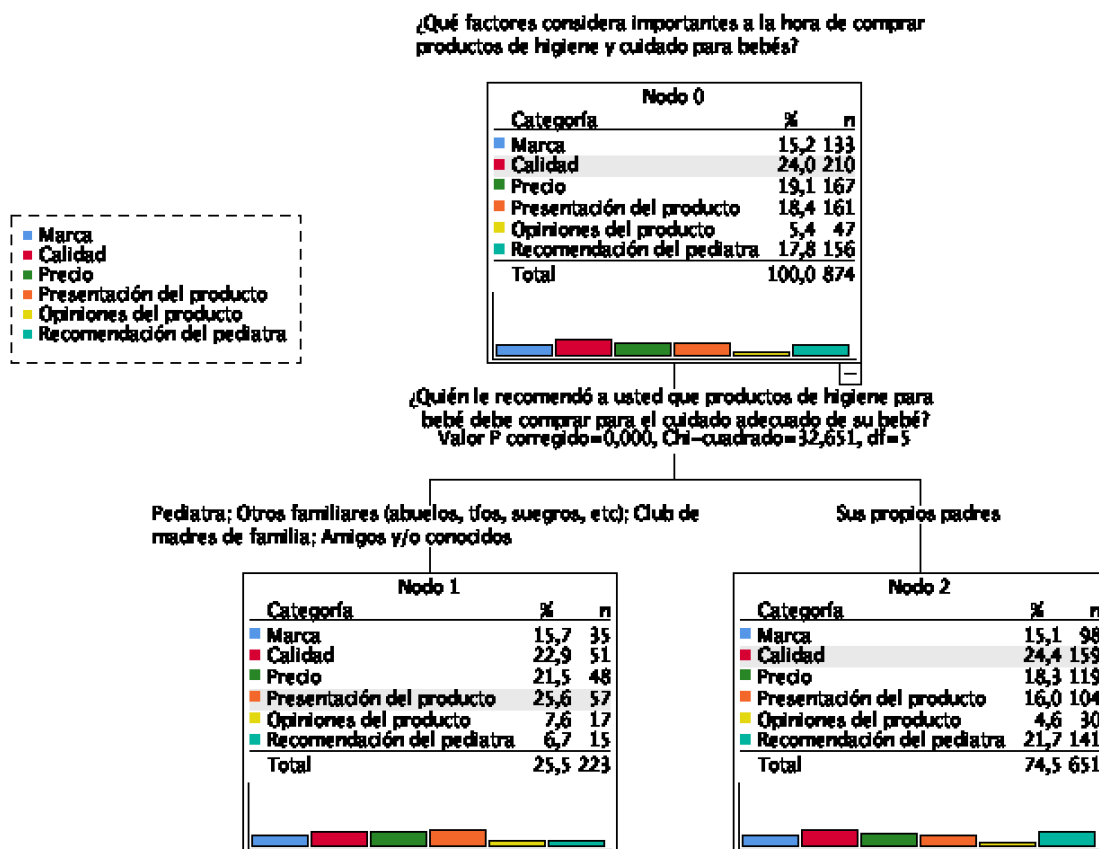 ¿Qué factores considera importantes a la hora de comprar
productos de higiene y cuidado para bebés?
Nodo 0
Categoría % n
Marca 15,2 133
Calidad 24,0 210
Precio 19,1 167
Presentación del producto 18,4 161
Opiniones del producto 5,4 47
Recomendación del pediatra 17,8 156
Total 100,0 874
Marca
Calidad
Precio
Presentación del producto
Opiniones del producto
Recomendación del pediatra
¿Quién le recomendó a usted que productos de higiene para
bebé debe comprar para el cuidado adecuado de su bebé?
Valor P corregido=0,000, Chi-cuadrado=32,651, df=5
Pediatra; Otros familiares (abuelos, tíos, suegros, etc); Club de
madres de familia; Amigos y/o conocidos
Sus propios padres
Nodo 1
Categoría % n
Marca 15,7 35
Calidad 22,9 51
Precio 21,5 48
Presentación del producto 25,6 57
Opiniones del producto 7,6 17
Recomendación del pediatra 6,7 15
Total 25,5 223
Nodo 2
Categoría % n
Marca 15,1 98
Calidad 24,4 159
Precio 18,3 119
Presentación del producto 16,0 104
Opiniones del producto 4,6 30
Recomendación del pediatra 21,7 141
Total 74,5 651